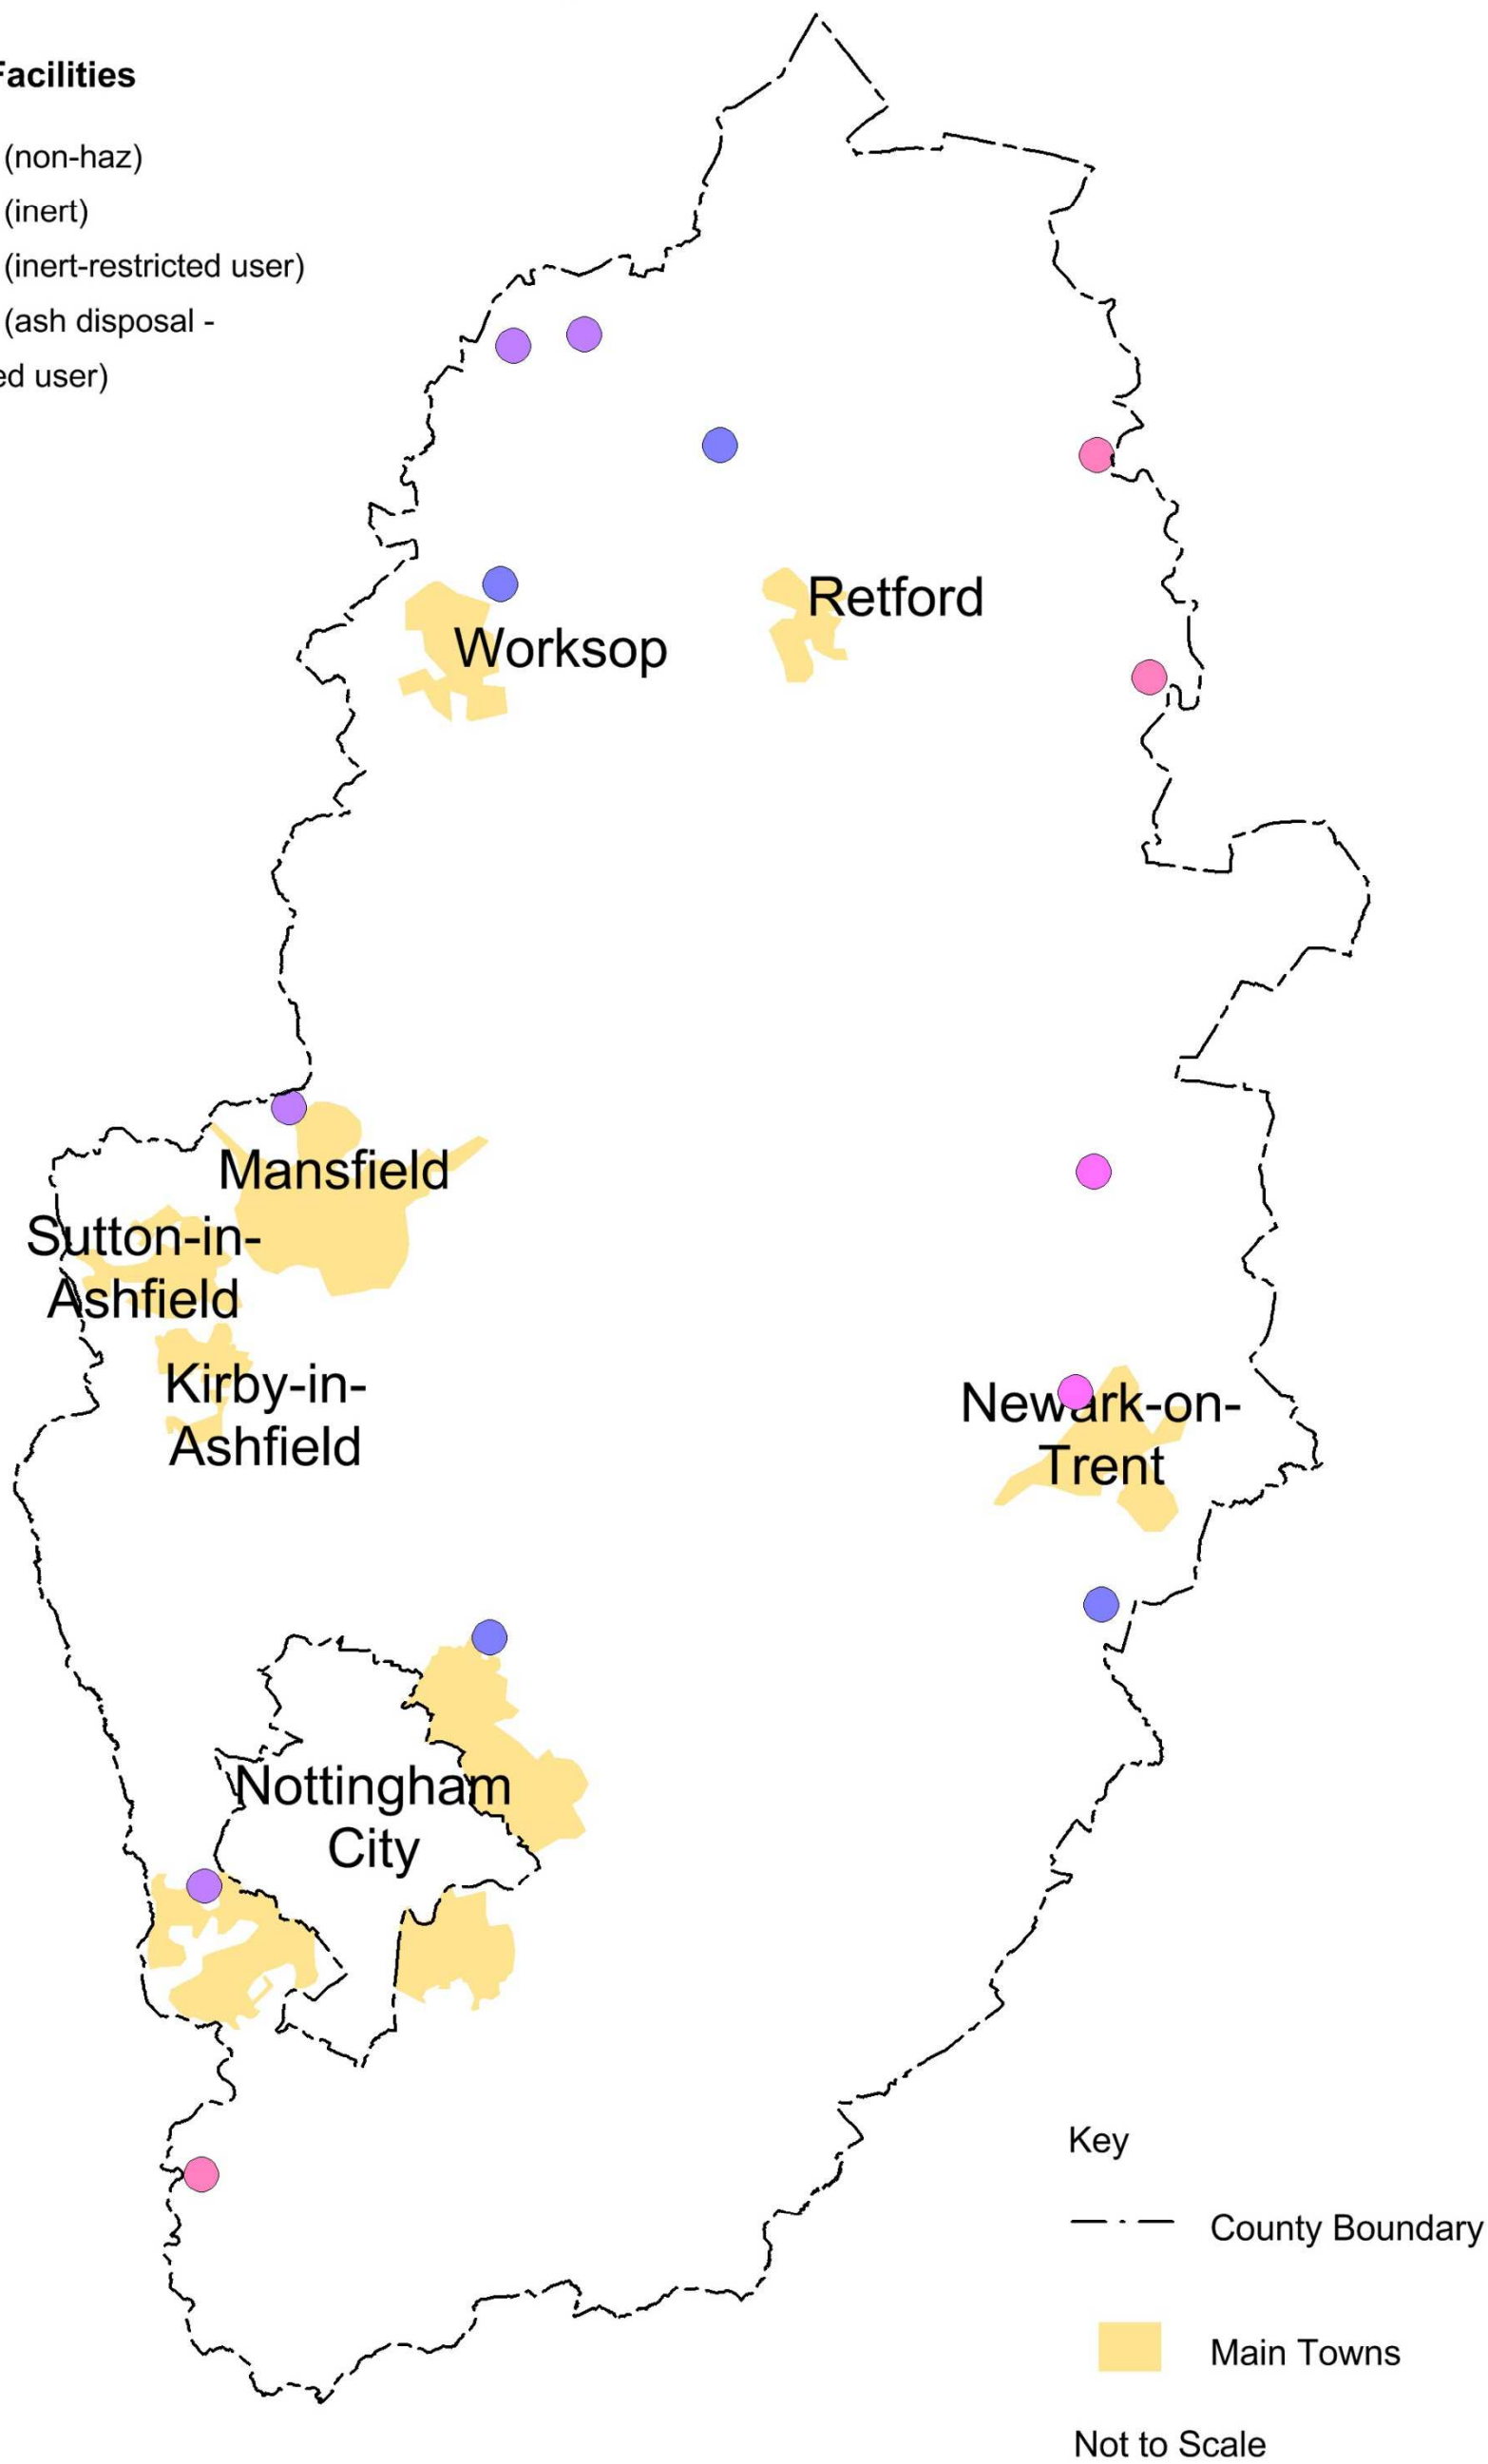 Facilities
(non-haz)
(inert)
(inert-restricted user)
(ash disposal -
ed user)
Retford
Worksop
Mansfield
Sutton-in-
Ashfield
Kirby-in-
Ashfield
Newark-on-
Trent
Nottingham
City
Key
County Boundary
Main Towns
Not to Scale